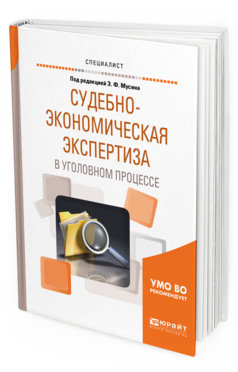 СПЕЦИАЛИСТ
Под редакцией Э. Ф. Мусина
СУДЕБНО-
ЭКОНОМИЧЕСКАЯ
ЭКСПЕРТИЗА
В УГОЛОВНОМ ПРОЦЕССЕ
УМО ВО
РЕКОМЕНДУЕТ
ЮРАЙТ